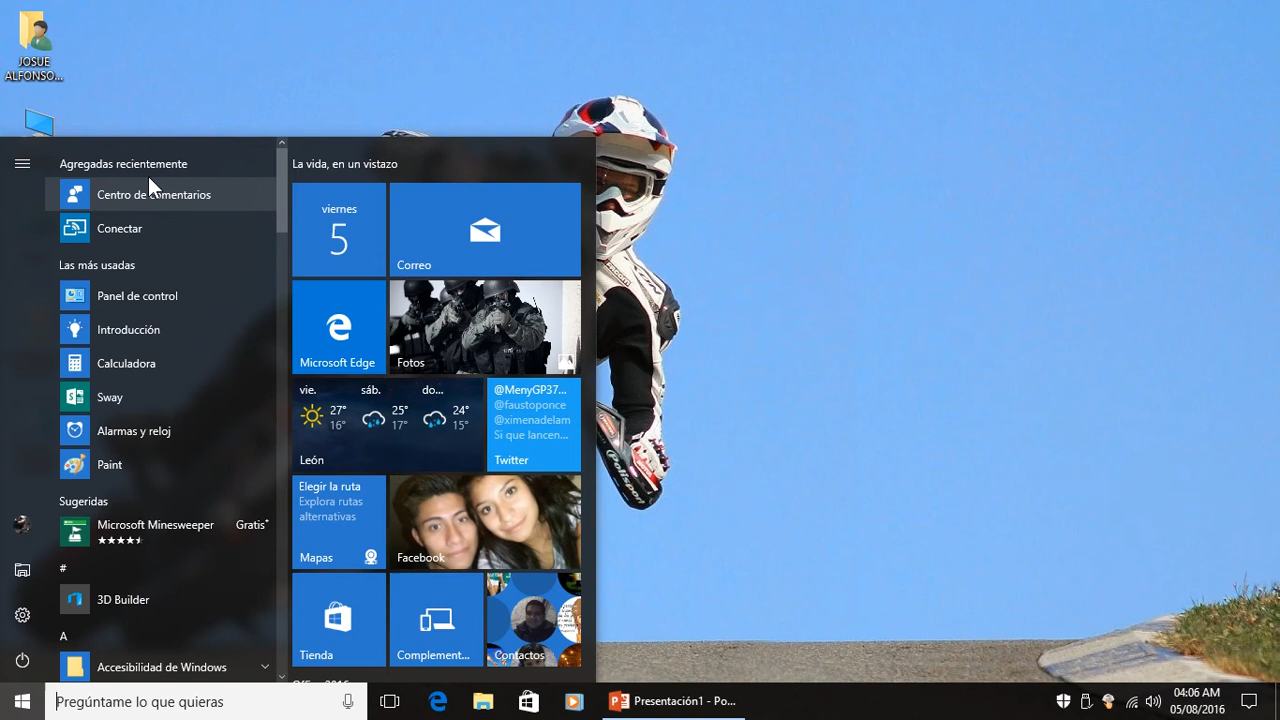 JOSUE
ALFONSO...
Agregadas recientemente
Centro de comentarios
Conectar
Las más usadas
Panel de control
Introducción
Calculadora
Sway
Alarmas y reloj
Paint
Sugeridas
Microsoft Minesweeper Gratis*
#
3D Builder
A
Accesibilidad de Windows
La vida, en un vistazo
viernes
5
Correo
Microsoft Edge
Fotos
vie. sáb. do...
27° 25° 24°
16° 17° 15°
León
@MenyGP37...
@faustoponce
@ximenadelam
Si que lancen...
Twitter
Elegir la ruta
Explora rutas
alternativas
Mapas
Facebook
Tienda
Complement...
Contactos
Polisport
Pregúntame lo que quieras
Presentación1 - Po...
04:06 AM
05/08/2016